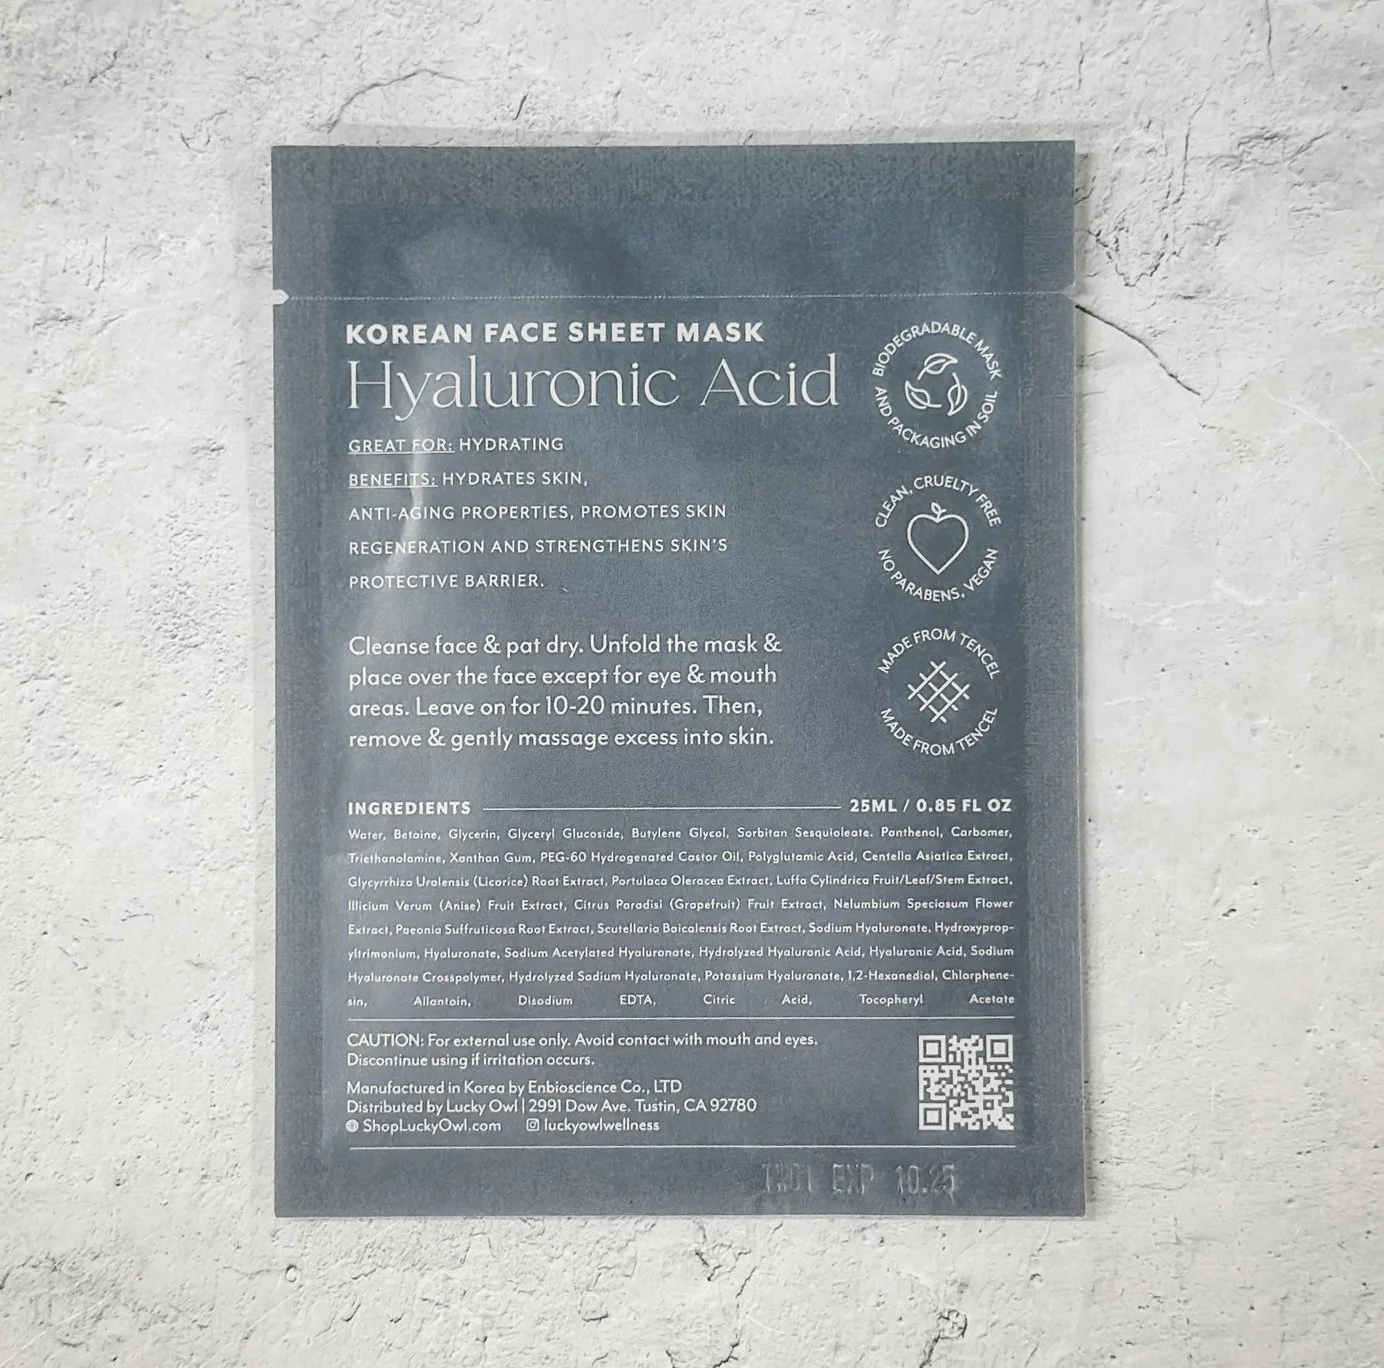 KOREAN FACE SHEET MASK
Hyaluronic Acid
GREAT FOR: HYDRATING
BENEFITS: HYDRATES SKIN,
ANTI-AGING PROPERTIES, PROMOTES SKIN
REGENERATION AND STRENGTHENS SKIN'S
PROTECTIVE BARRIER.
BIODEGRADABLE MASK
AND PACKAGING IN SOIL
CLEAN, CRUELTY FREE
NO PARABENS, VEGAN
MADE FROM TENCEL
MADE FROM TENCEL
Cleanse face & pat dry. Unfold the mask &
place over the face except for eye & mouth
areas. Leave on for 10-20 minutes. Then,
remove & gently massage excess into skin.
INGREDIENTS 25ML / 0.85 FL OZ
Water, Betaine, Glycerin, Glyceryl Glucoside, Butylene Glycol, Sorbitan Sesquioleate. Panthenol, Carbomer,
Triethanolamine, Xanthan Gum, PEG-60 Hydrogenated Castor Oil, Polyglutamic Acid, Centella Asiatica Extract,
Glycyrrhiza Uralensis (Licorice) Root Extract, Portulaca Oleracea Extract, Luffa Cylindrica Fruit/Leaf/Stem Extract,
Illicium Verum (Anise) Fruit Extract, Citrus Paradisi (Grapefruit) Fruit Extract, Nelumbium Speciosum Flower
Extract, Paeonia Suffruticosa Root Extract, Scutellaria Baicalensis Root Extract, Sodium Hyaluronate, Hydroxyprop-
yltrimonium, Hyaluronate, Sodium Acetylated Hyaluronate, Hydrolyzed Hyaluronic Acid, Hyaluronic Acid, Sodium
Hyaluronate Crosspolymer, Hydrolyzed Sodium Hyaluronate, Potassium Hyaluronate, 1,2-Hexanediol, Chlorphene-
sin, Allantoin, Disodium EDTA, Citric Acid, Tocopheryl Acetate
CAUTION: For external use only. Avoid contact with mouth and eyes.
Discontinue using if irritation occurs.
Manufactured in Korea by Enbioscience Co., LTD
Distributed by Lucky Owl | 2991 Dow Ave. Tustin, CA 92780
ShopLuckyOwl.com luckyowlwellness
EXP 10.25